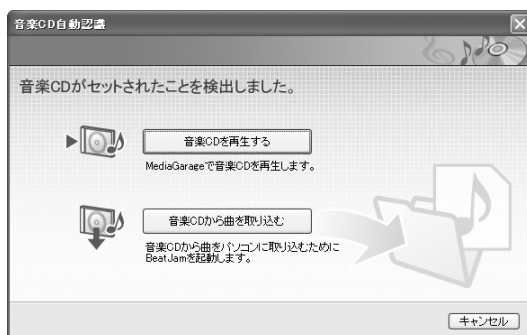 音楽CD自動認識
音楽CDがセットされたことを検出しました。
音楽CDを再生する
MediaGarageで音楽CDを再生します。
音楽CDから曲を取り込む
音楽CDから曲をパソコンに取り込むために
BeatJamを起動します。
キャンセル